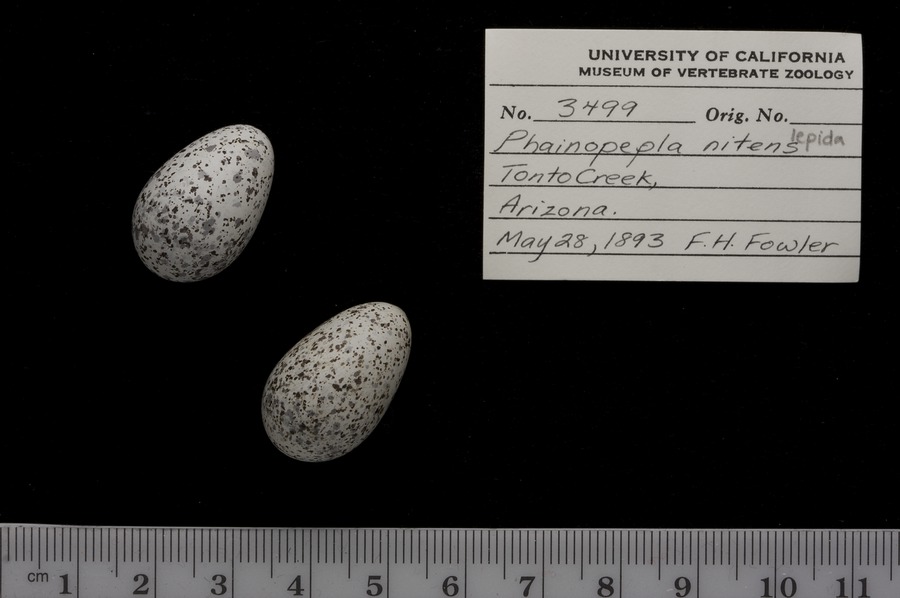 UNIVERSITY OF CALIFORNIA
MUSEUM OF VERTEBRATE ZOOLOGY
No. 3499 Orig. No.
Phainopepla nitens lepida
Tonto Creek,
Arizona.
May 28, 1893 F.H. Fowler
cm 1 2 3 4 5 6 7 8 9 10 11